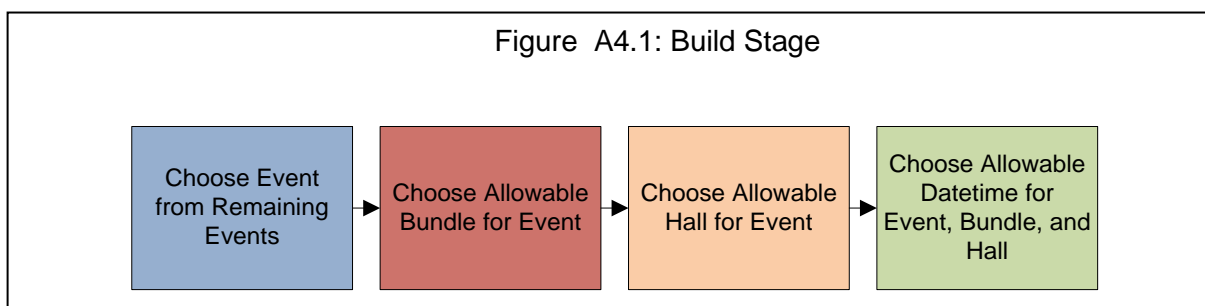 Figure A4.1: Build Stage
Choose Event
from Remaining
Events
Choose Allowable
Bundle for Event
Choose Allowable
Hall for Event
Choose Allowable
Datetime for
Event, Bundle, and
Hall